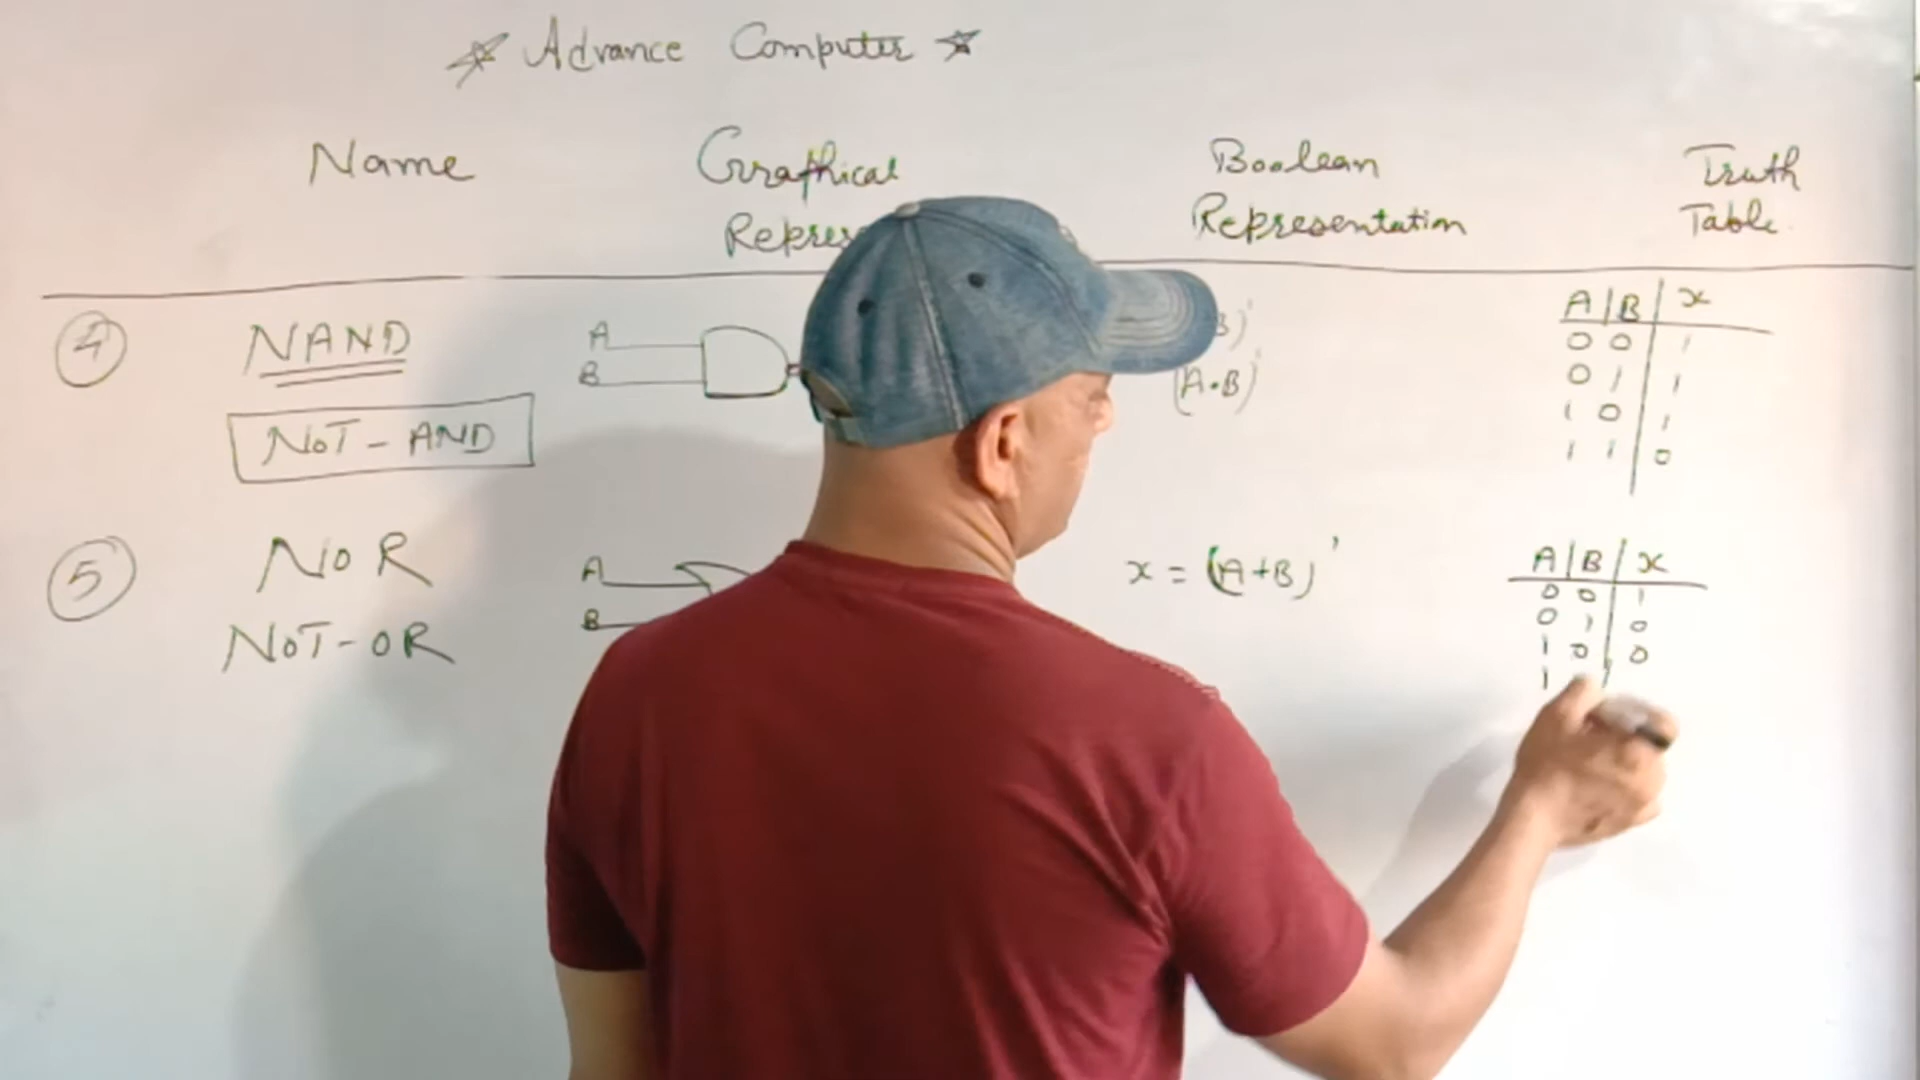 Advance Computer
Name
Graphical
Boolean
Representation
Truth
Table
4
NAND
NOT - AND
A
B
(A•B)'
A B x
0 0 1
0 1 1
1 0 1
1 1 0
5
NOR
NOT-OR
A
B
x = (A+B)'
A B x
0 0 1
0 1 0
1 0 0
1